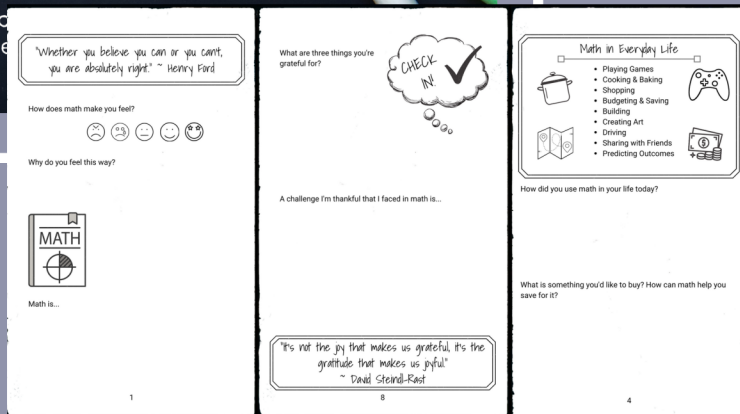 "Whether you believe you can or you can't,
you are absolutely right." ~ Henry Ford
How does math make you feel?
Why do you feel this way?
MATH
Math is...
1
What are three things you're
grateful for?
CHECK
IN!
A challenge I'm thankful that I faced in math is...
"It's not the joy that makes us grateful, it's the
gratitude that makes us joyful."
~ David Steindl-Rast
8
Math in Everyday Life
• Playing Games
• Cooking & Baking
• Shopping
• Budgeting & Saving
• Building
• Creating Art
• Driving
• Sharing with Friends
• Predicting Outcomes
$
How did you use math in your life today?
What is something you'd like to buy? How can math help you
save for it?
4